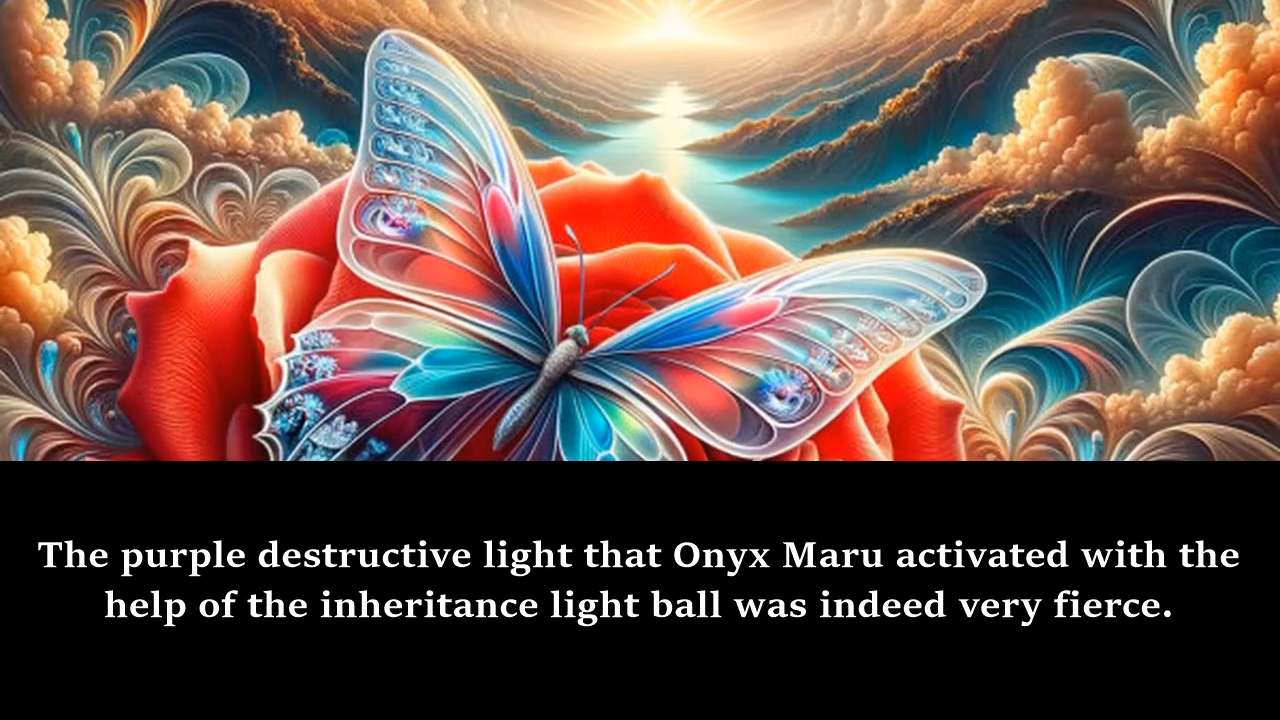 The purple destructive light that Onyx Maru activated with the
help of the inheritance light ball was indeed very fierce.